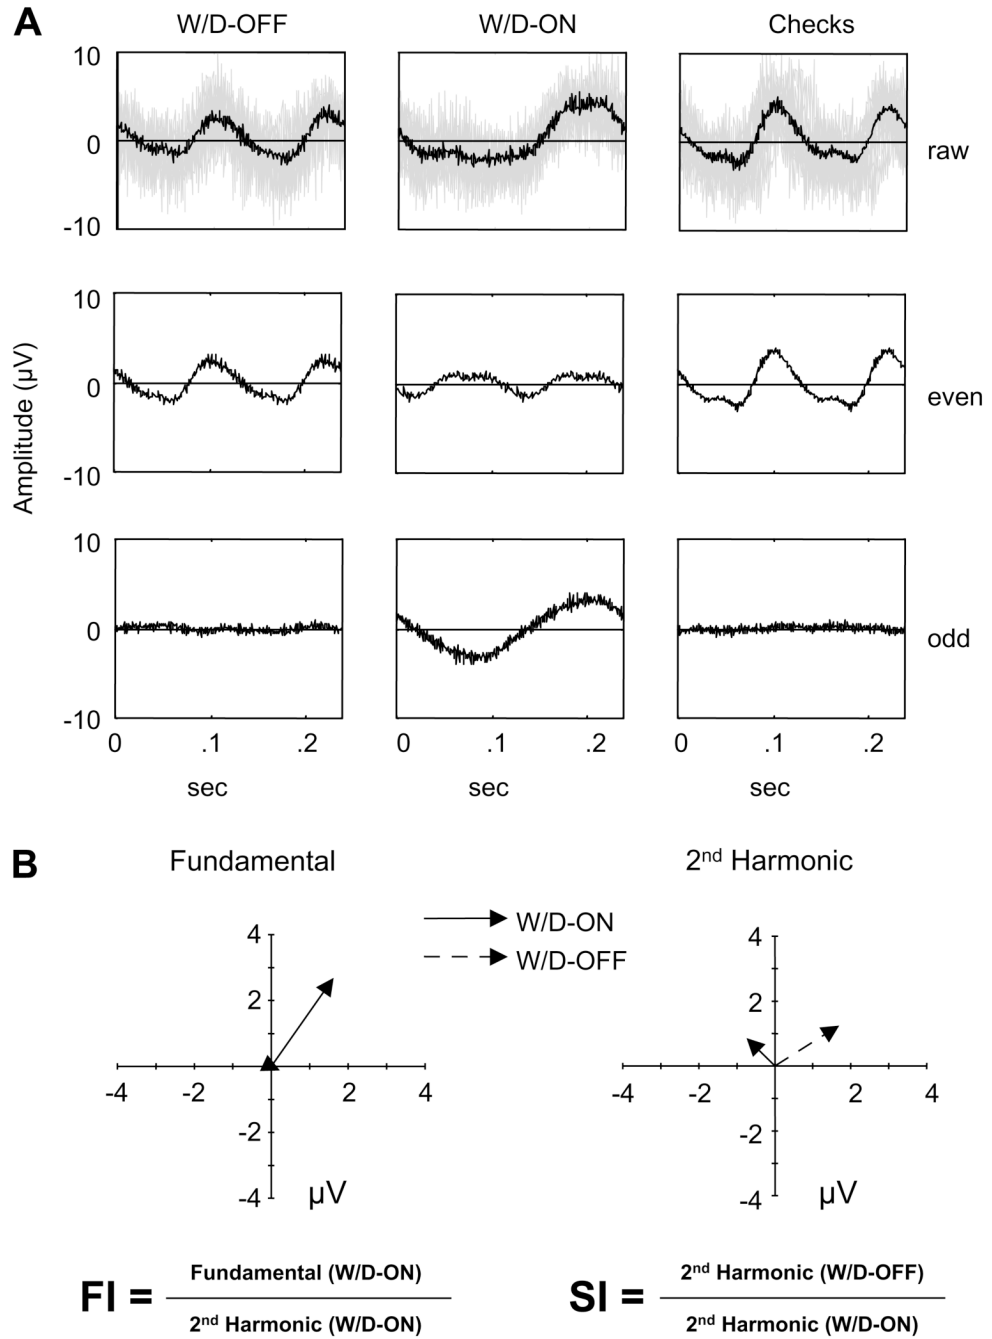 A
W/D-OFF W/D-ON Checks
10
0
-10
raw
10
0
-10
even
Amplitude (µV)
10
0
-10
odd
0 .1 .2 0 .1 .2 0 .1 .2
sec sec sec
B
Fundamental 2nd Harmonic
W/D-ON
W/D-OFF
4 4
2 2
-4 -2 2 4 -4 -2 2 4
-2 -2
-4 µV -4 µV
FI = Fundamental (W/D-ON)
2nd Harmonic (W/D-ON)
SI = 2nd Harmonic (W/D-OFF)
2nd Harmonic (W/D-ON)